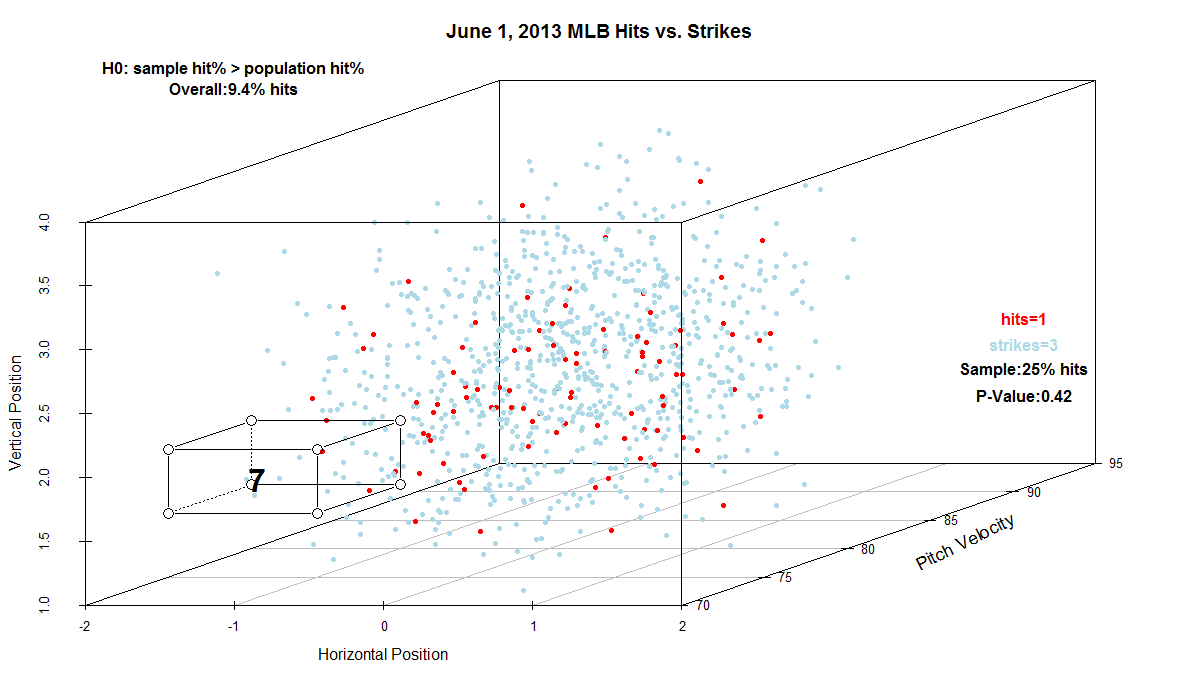 June 1, 2013 MLB Hits vs. Strikes
H0: sample hit% > population hit%
Overall:9.4% hits
4.0
3.5
3.0
2.5
2.0
1.5
1.0
Vertical Position
hits=1
strikes=3
Sample:25% hits
P-Value:0.42
7
95
90
85
80
75
70
Pitch Velocity
-2 -1 0 1 2
Horizontal Position